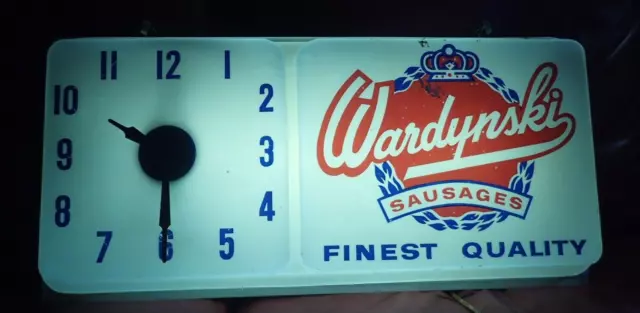 11 12 1
10 2
9 3
8 4
7 6 5
Wardynski
SAUSAGES
FINEST QUALITY